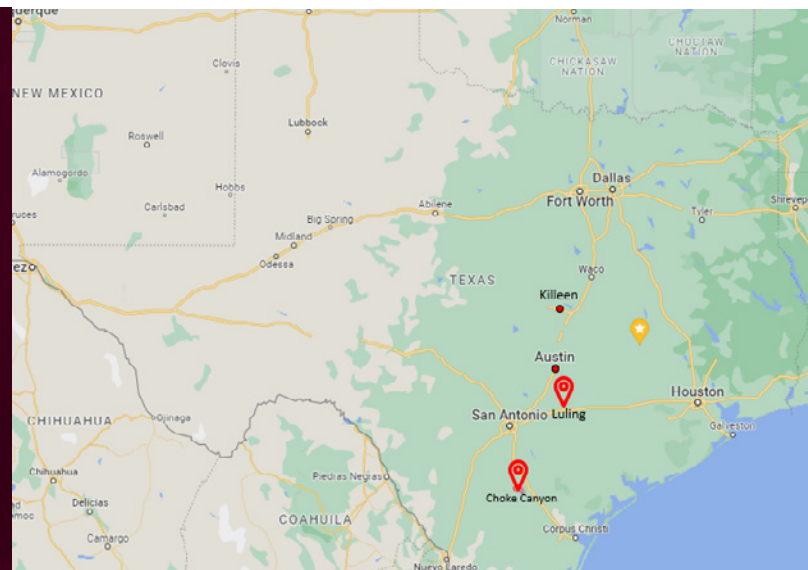 querque
Norman
CHOCTAW
NATION
CHICKASAW
NATION
Clovis
NEW MEXICO
Lubbock
Roswell
Alamogordo
Hobbs
Carlsbad
Dallas
Fort Worth
Abilene
Tyler
Shrevep
ruces
Big Spring
Midland
Odessa
ez
Waco
TEXAS
Killeen
Austin
Houston
San Antonio
Luling
Galveston
CHIHUAHUA
Ojinaga
Chihuahua
Piedras Negras
Choke Canyon
Delicias
COAHUILA
Corpus Christi
Camargo
Nuevo Laredo